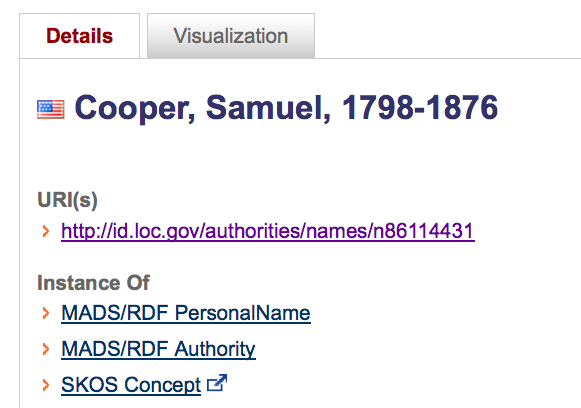 Details
Visualization
Cooper, Samuel, 1798-1876
URI(s)
http://id.loc.gov/authorities/names/n86114431
Instance Of
MADS/RDF PersonalName
MADS/RDF Authority
SKOS Concept